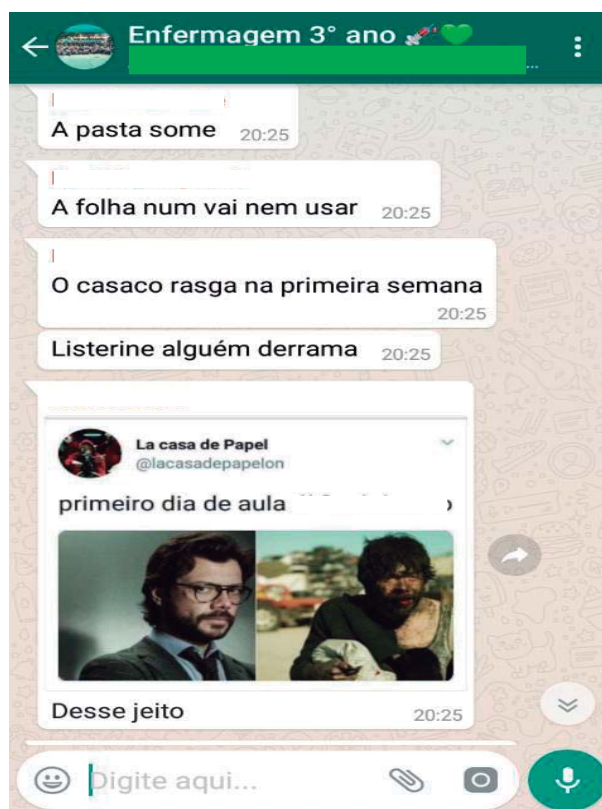 Enfermagem 3° ano 💉💚
...
A pasta some 20:25
A folha num vai nem usar 20:25
O casaco rasga na primeira semana
20:25
Listerine alguém derrama 20:25
La casa de Papel
@lacasadepapelon
primeiro dia de aula
Desse jeito 20:25
Digite aqui...